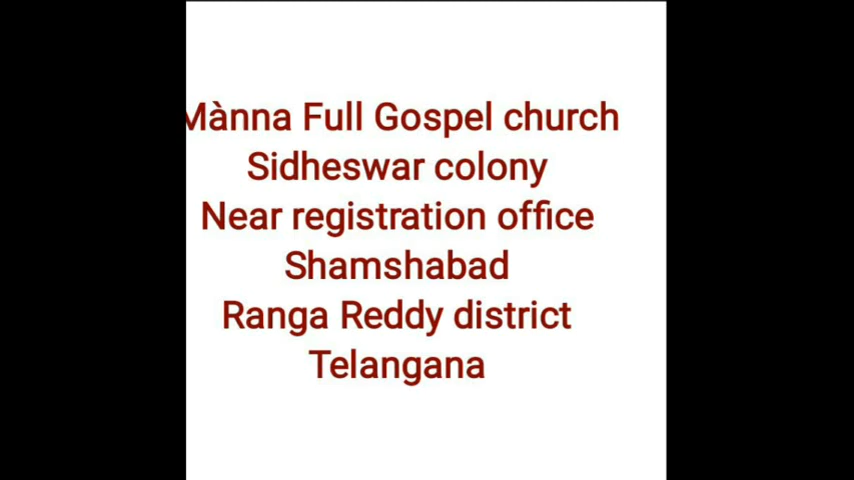 Mànna Full Gospel church
Sidheswar colony
Near registration office
Shamshabad
Ranga Reddy district
Telangana